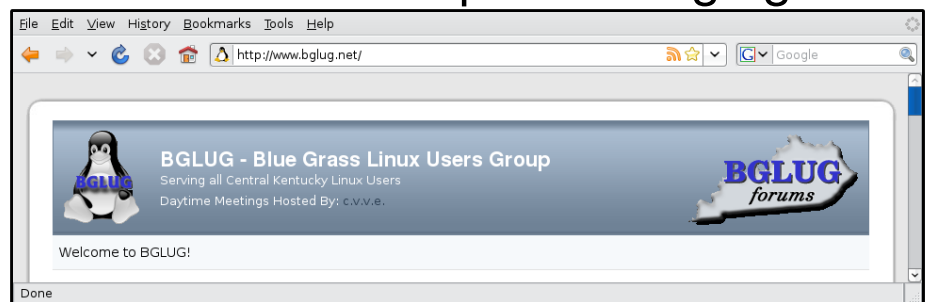 File Edit View History Bookmarks Tools Help
http://www.bglug.net/
G Google
BGLUG - Blue Grass Linux Users Group
Serving all Central Kentucky Linux Users
Daytime Meetings Hosted By: c.v.v.e.
BGLUG
BGLUG
forums
Welcome to BGLUG!
Done